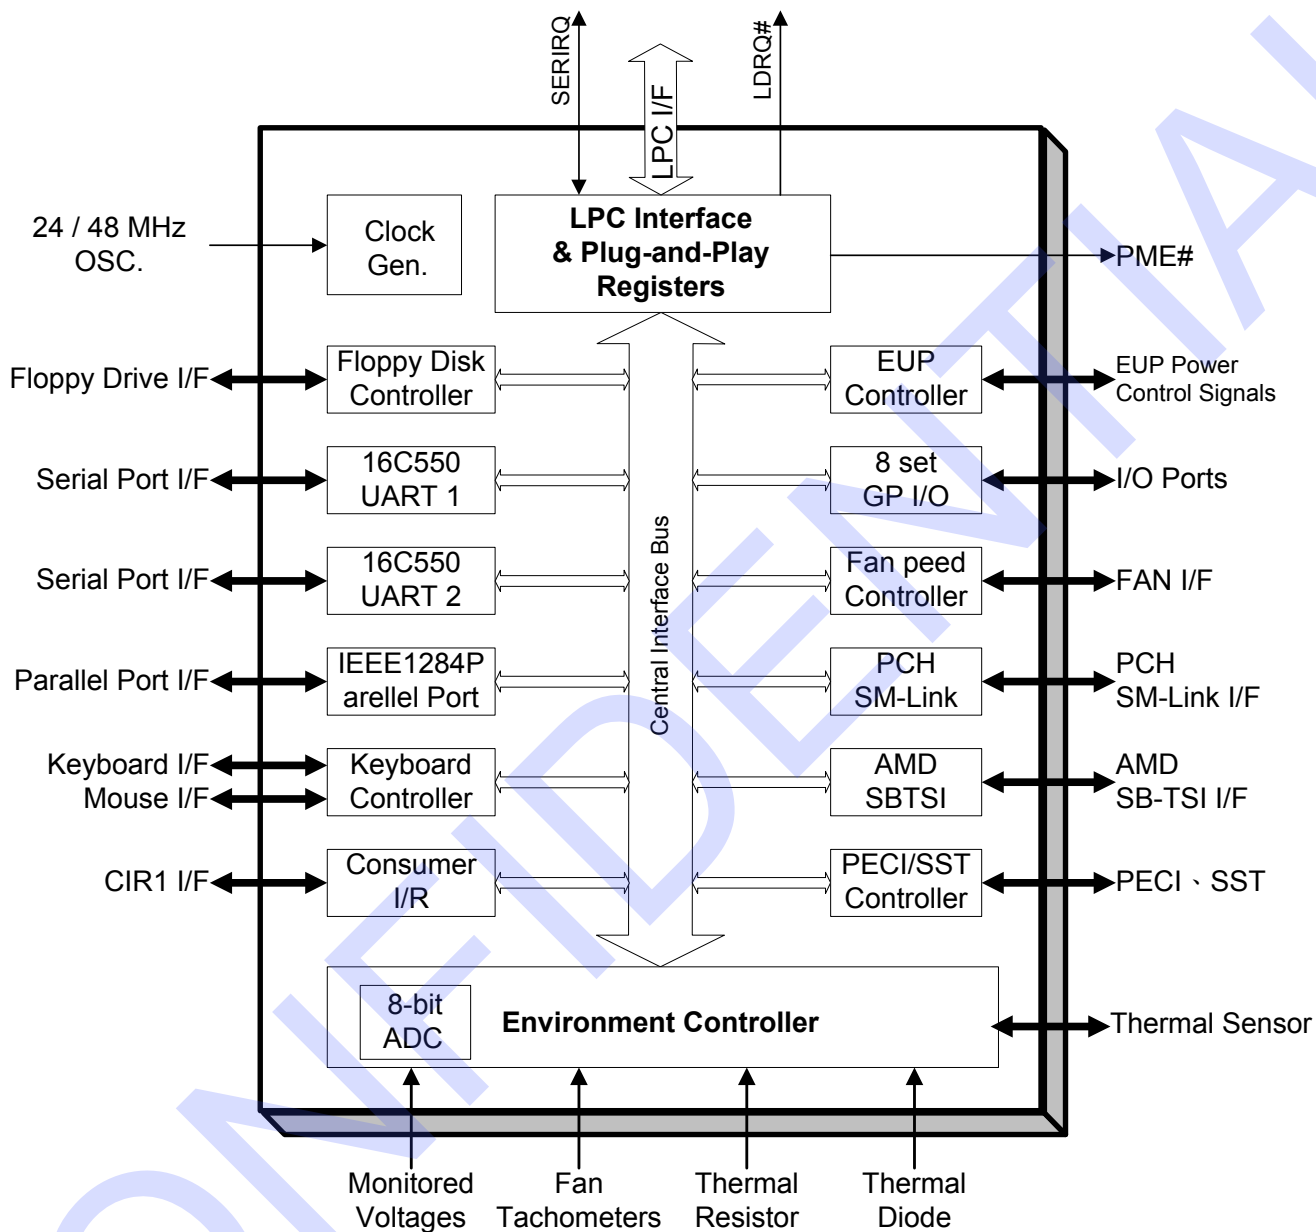 SERIRQ
LPC I/F
LDRQ#
24 / 48 MHz
OSC.
Clock
Gen.
LPC Interface
& Plug-and-Play
Registers
PME#
Floppy Drive I/F
Floppy Disk
Controller
EUP
Controller
EUP Power
Control Signals
Serial Port I/F
16C550
UART 1
8 set
GP I/O
I/O Ports
Central Interface Bus
Serial Port I/F
16C550
UART 2
Fan peed
Controller
FAN I/F
Parallel Port I/F
IEEE1284P
arellel Port
PCH
SM-Link
PCH
SM-Link I/F
Keyboard I/F
Mouse I/F
Keyboard
Controller
AMD
SBTSI
AMD
SB-TSI I/F
CIR1 I/F
Consumer
I/R
PECI/SST
Controller
PECI、SST
8-bit
ADC
Environment Controller
Thermal Sensor
Monitored
Voltages
Fan
Tachometers
Thermal
Resistor
Thermal
Diode
ONFIDENTIAL